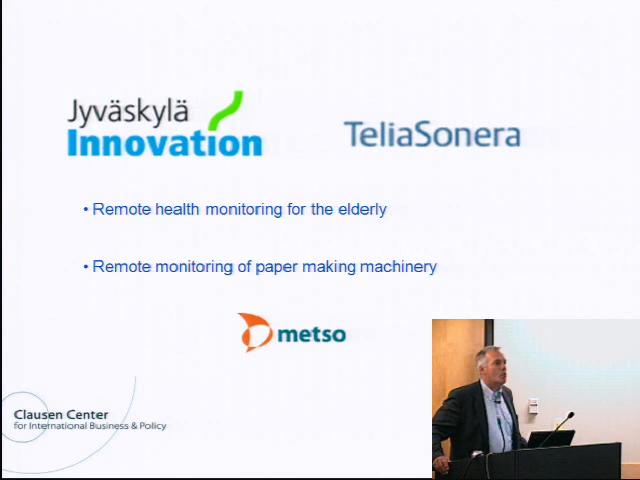 Jyväskylä
Innovation
TeliaSonera
• Remote health monitoring for the elderly
• Remote monitoring of paper making machinery
metso
Clausen Center
for International Business & Policy